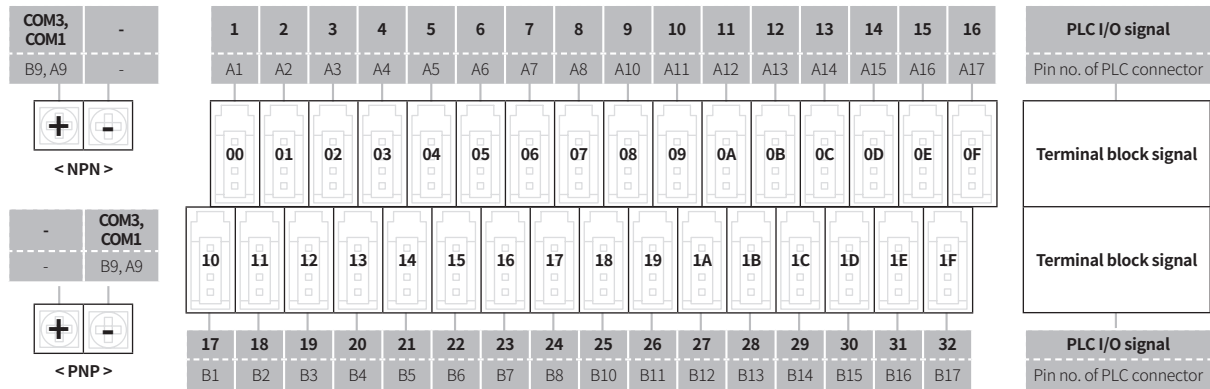 COM3, COM1 -
B9, A9 -
+ -
< NPN >
- COM3, COM1
- B9, A9
+ -
< PNP >
1 2 3 4 5 6 7 8 9 10 11 12 13 14 15 16
A1 A2 A3 A4 A5 A6 A7 A8 A10 A11 A12 A13 A14 A15 A16 A17
00 01 02 03 04 05 06 07 08 09 0A 0B 0C 0D 0E 0F
10 11 12 13 14 15 16 17 18 19 1A 1B 1C 1D 1E 1F
17 18 19 20 21 22 23 24 25 26 27 28 29 30 31 32
B1 B2 B3 B4 B5 B6 B7 B8 B10 B11 B12 B13 B14 B15 B16 B17
PLC I/O signal
Pin no. of PLC connector
Terminal block signal
Terminal block signal
PLC I/O signal
Pin no. of PLC connector